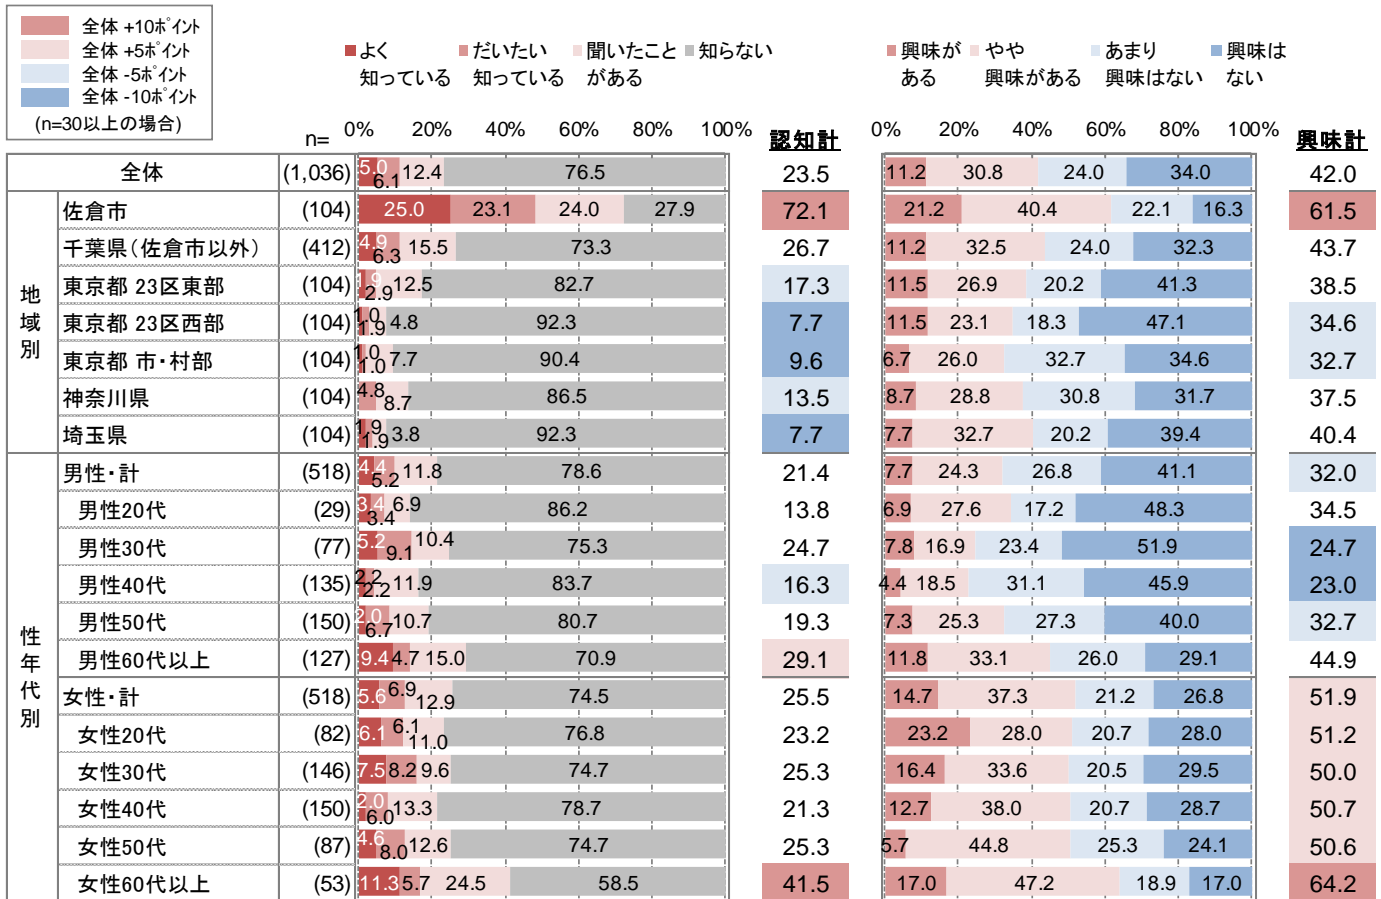 全体 +10ポイント
全体 +5ポイント
全体 -5ポイント
全体 -10ポイント
(n=30以上の場合)
■よく知っている ■だいたい知っている ■聞いたことがある ■知らない
■興味がある ■やや興味がある ■あまり興味はない ■興味はない
n= 0% 20% 40% 60% 80% 100% 認知計 0% 20% 40% 60% 80% 100% 興味計
全体 (1,036) 5.0 6.1 12.4 76.5 23.5 11.2 30.8 24.0 34.0 42.0
地域別
佐倉市 (104) 25.0 23.1 24.0 27.9 72.1 21.2 40.4 22.1 16.3 61.5
千葉県(佐倉市以外) (412) 4.9 6.3 15.5 73.3 26.7 11.2 32.5 24.0 32.3 43.7
東京都 23区東部 (104) 1.9 2.9 12.5 82.7 17.3 11.5 26.9 20.2 41.3 38.5
東京都 23区西部 (104) 1.0 1.9 4.8 92.3 7.7 11.5 23.1 18.3 47.1 34.6
東京都 市・村部 (104) 1.0 1.0 7.7 90.4 9.6 6.7 26.0 32.7 34.6 32.7
神奈川県 (104) 4.8 8.7 86.5 13.5 8.7 28.8 30.8 31.7 37.5
埼玉県 (104) 1.9 1.9 3.8 92.3 7.7 7.7 32.7 20.2 39.4 40.4
性年代別
男性・計 (518) 4.4 5.2 11.8 78.6 21.4 7.7 24.3 26.8 41.1 32.0
男性20代 (29) 3.4 3.4 6.9 86.2 13.8 6.9 27.6 17.2 48.3 34.5
男性30代 (77) 5.2 9.1 10.4 75.3 24.7 7.8 16.9 23.4 51.9 24.7
男性40代 (135) 2.2 2.2 11.9 83.7 16.3 4.4 18.5 31.1 45.9 23.0
男性50代 (150) 2.0 6.7 10.7 80.7 19.3 7.3 25.3 27.3 40.0 32.7
男性60代以上 (127) 9.4 4.7 15.0 70.9 29.1 11.8 33.1 26.0 29.1 44.9
女性・計 (518) 5.6 6.9 12.9 74.5 25.5 14.7 37.3 21.2 26.8 51.9
女性20代 (82) 6.1 6.1 11.0 76.8 23.2 23.2 28.0 20.7 28.0 51.2
女性30代 (146) 7.5 8.2 9.6 74.7 25.3 16.4 33.6 20.5 29.5 50.0
女性40代 (150) 2.0 6.0 13.3 78.7 21.3 12.7 38.0 20.7 28.7 50.7
女性50代 (87) 4.6 8.0 12.6 74.7 25.3 5.7 44.8 25.3 24.1 50.6
女性60代以上 (53) 11.3 5.7 24.5 58.5 41.5 17.0 47.2 18.9 17.0 64.2